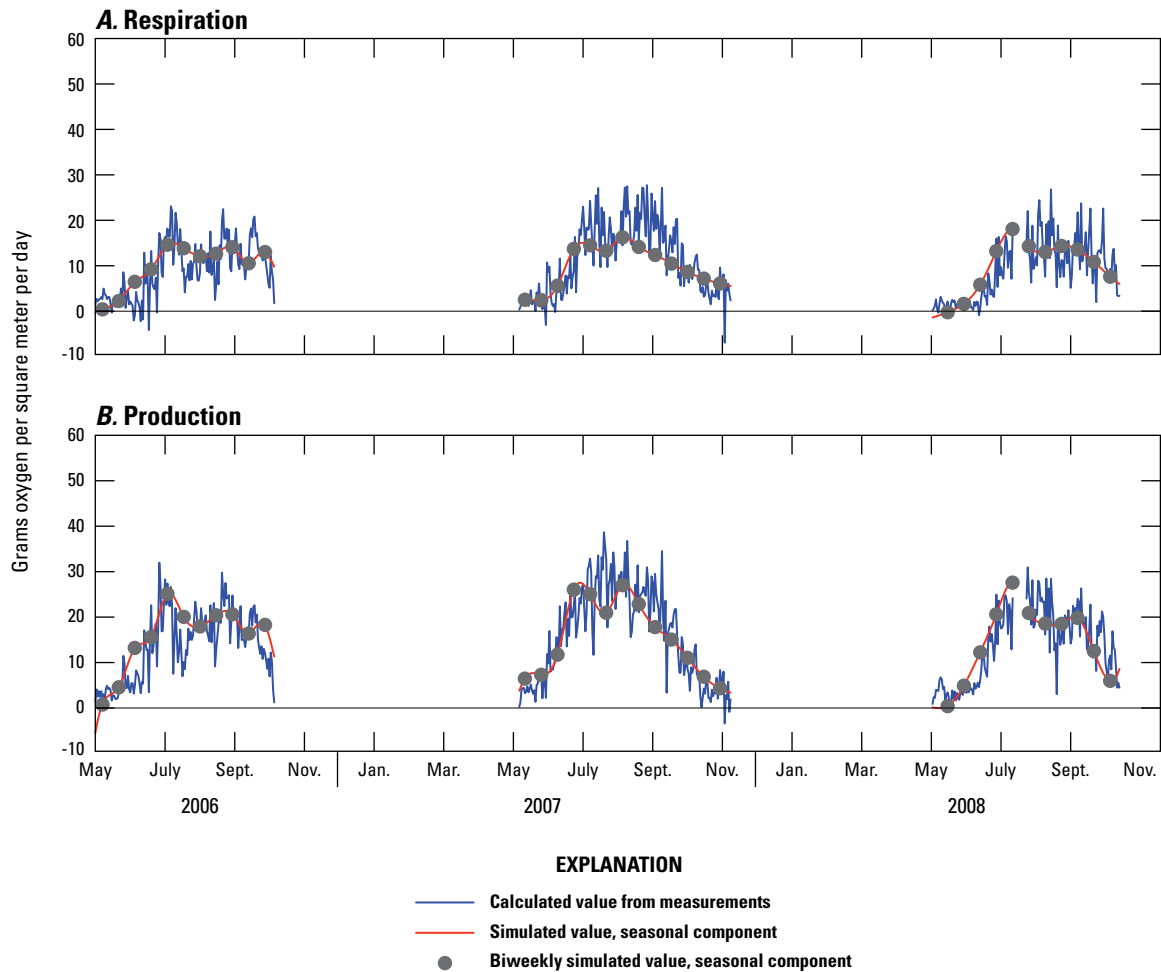 A. Respiration
60
50
40
30
20
10
0
-10
Grams oxygen per square meter per day
B. Production
60
50
40
30
20
10
0
-10
May July Sept. Nov. Jan. Mar. May July Sept. Nov. Jan. Mar. May July Sept. Nov.
2006 2007 2008
EXPLANATION
Calculated value from measurements
Simulated value, seasonal component
Biweekly simulated value, seasonal component